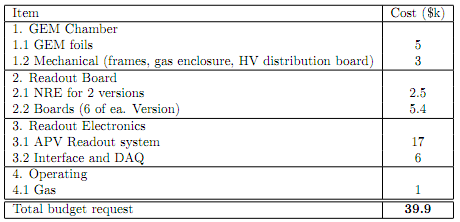 Item Cost ($k)
1. GEM Chamber
1.1 GEM foils 5
1.2 Mechanical (frames, gas enclosure, HV distribution board) 3
2. Readout Board
2.1 NRE for 2 versions 2.5
2.2 Boards (6 of ea. Version) 5.4
3. Readout Electronics
3.1 APV Readout system 17
3.2 Interface and DAQ 6
4. Operating
4.1 Gas 1
Total budget request 39.9